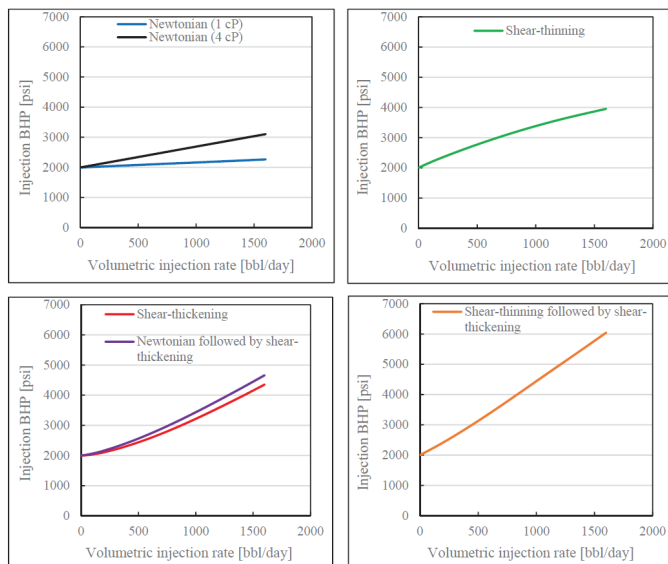 7000
6000
5000
4000
3000
2000
1000
0
Injection BHP [psi]
Newtonian (1 cP)
Newtonian (4 cP)
0 500 1000 1500 2000
Volumetric injection rate [bbl/day]
7000
6000
5000
4000
3000
2000
1000
0
Injection BHP [psi]
Shear-thinning
0 500 1000 1500 2000
Volumetric injection rate [bbl/day]
7000
6000
5000
4000
3000
2000
1000
0
Injection BHP [psi]
Shear-thickening
Newtonian followed by shear-
thickening
0 500 1000 1500 2000
Volumetric injection rate [bbl/day]
7000
6000
5000
4000
3000
2000
1000
0
Injection BHP [psi]
Shear-thinning followed by shear-
thickening
0 500 1000 1500 2000
Volumetric injection rate [bbl/day]